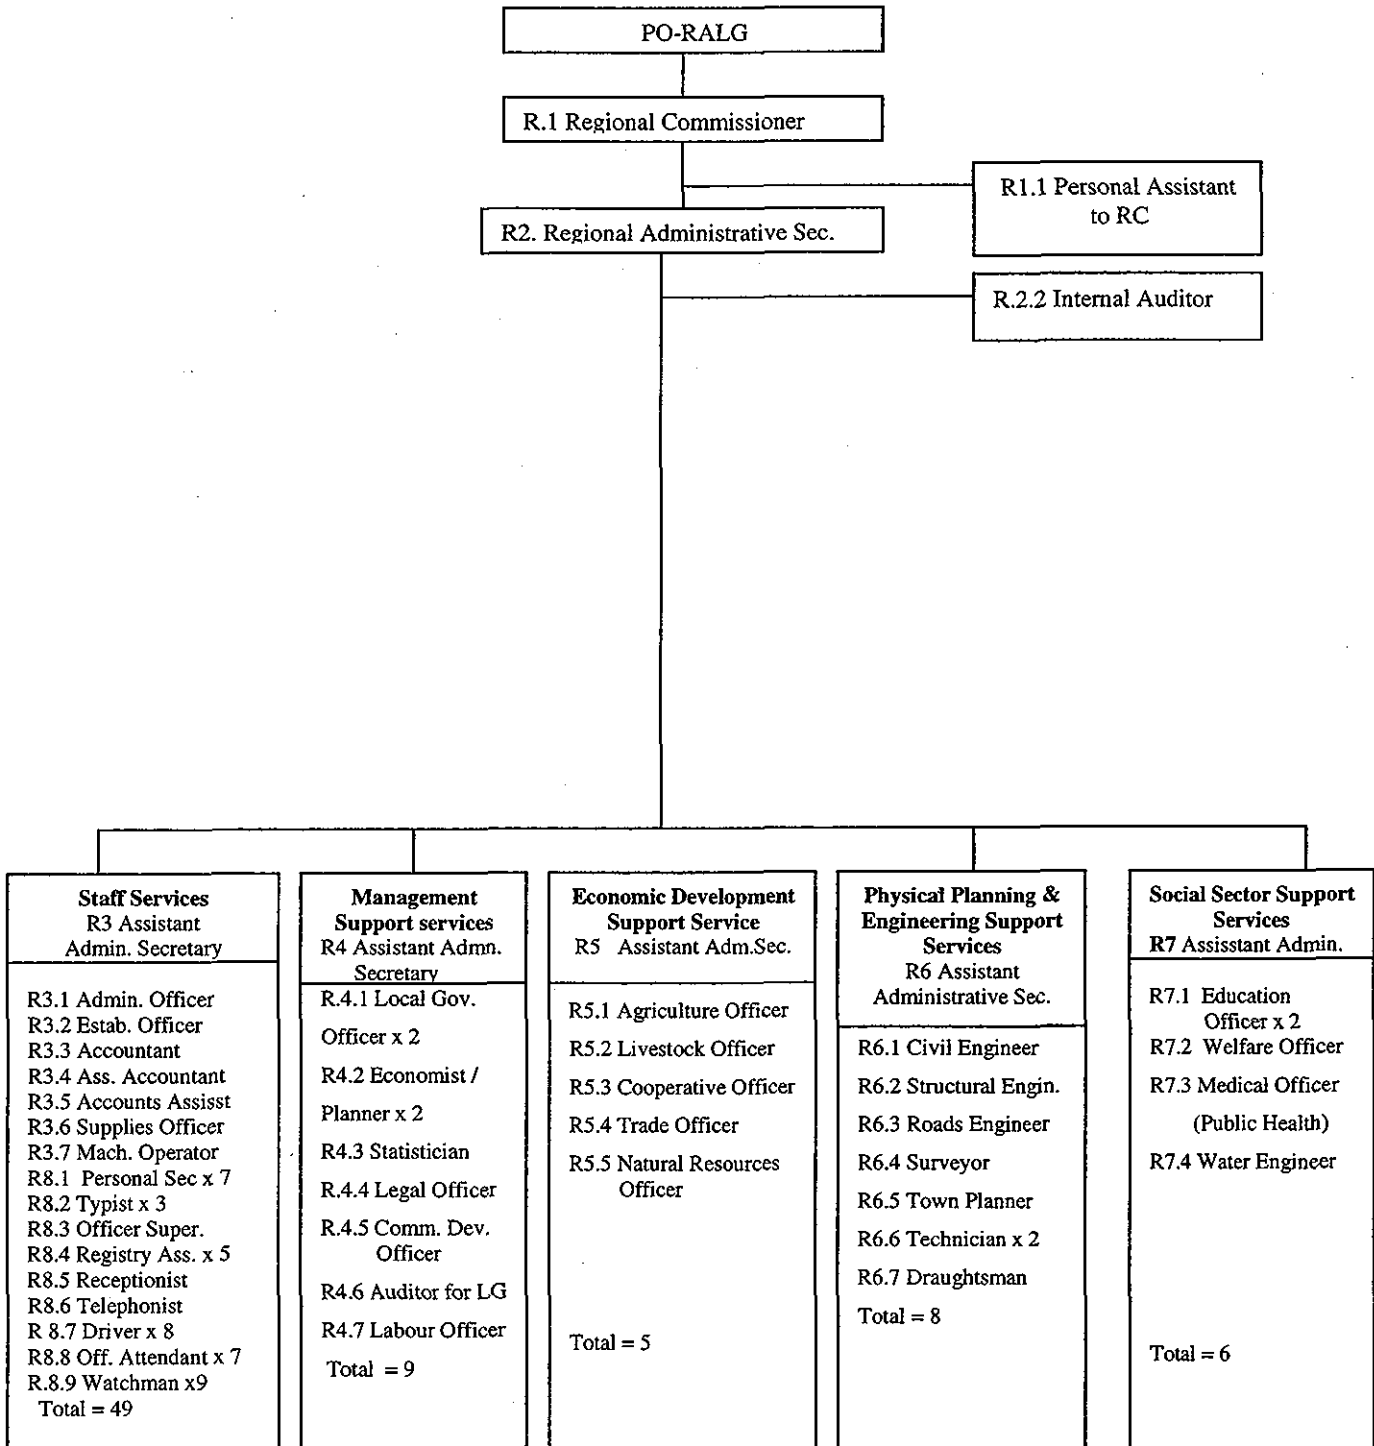 PO-RALG
R.1 Regional Commissioner
R1.1 Personal Assistant
to RC
R2. Regional Administrative Sec.
R.2.2 Internal Auditor
Staff Services
R3 Assistant
Admin. Secretary
R3.1 Admin. Officer
R3.2 Estab. Officer
R3.3 Accountant
R3.4 Ass. Accountant
R3.5 Accounts Assisst
R3.6 Supplies Officer
R3.7 Mach. Operator
R8.1 Personal Sec x 7
R8.2 Typist x 3
R8.3 Officer Super.
R8.4 Registry Ass. x 5
R8.5 Receptionist
R8.6 Telephonist
R 8.7 Driver x 8
R8.8 Off. Attendant x 7
R.8.9 Watchman x9
Total = 49
Management
Support services
R4 Assistant Admn.
Secretary
R.4.1 Local Gov.
Officer x 2
R4.2 Economist /
Planner x 2
R4.3 Statistician
R.4.4 Legal Officer
R.4.5 Comm. Dev.
Officer
R4.6 Auditor for LG
R4.7 Labour Officer
Total = 9
Economic Development
Support Service
R5 Assistant Adm.Sec.
R5.1 Agriculture Officer
R5.2 Livestock Officer
R5.3 Cooperative Officer
R5.4 Trade Officer
R5.5 Natural Resources
Officer
Total = 5
Physical Planning &
Engineering Support
Services
R6 Assistant
Administrative Sec.
R6.1 Civil Engineer
R6.2 Structural Engin.
R6.3 Roads Engineer
R6.4 Surveyor
R6.5 Town Planner
R6.6 Technician x 2
R6.7 Draughtsman
Total = 8
Social Sector Support
Services
R7 Assisstant Admin.
R7.1 Education
Officer x 2
R7.2 Welfare Officer
R7.3 Medical Officer
(Public Health)
R7.4 Water Engineer
Total = 6